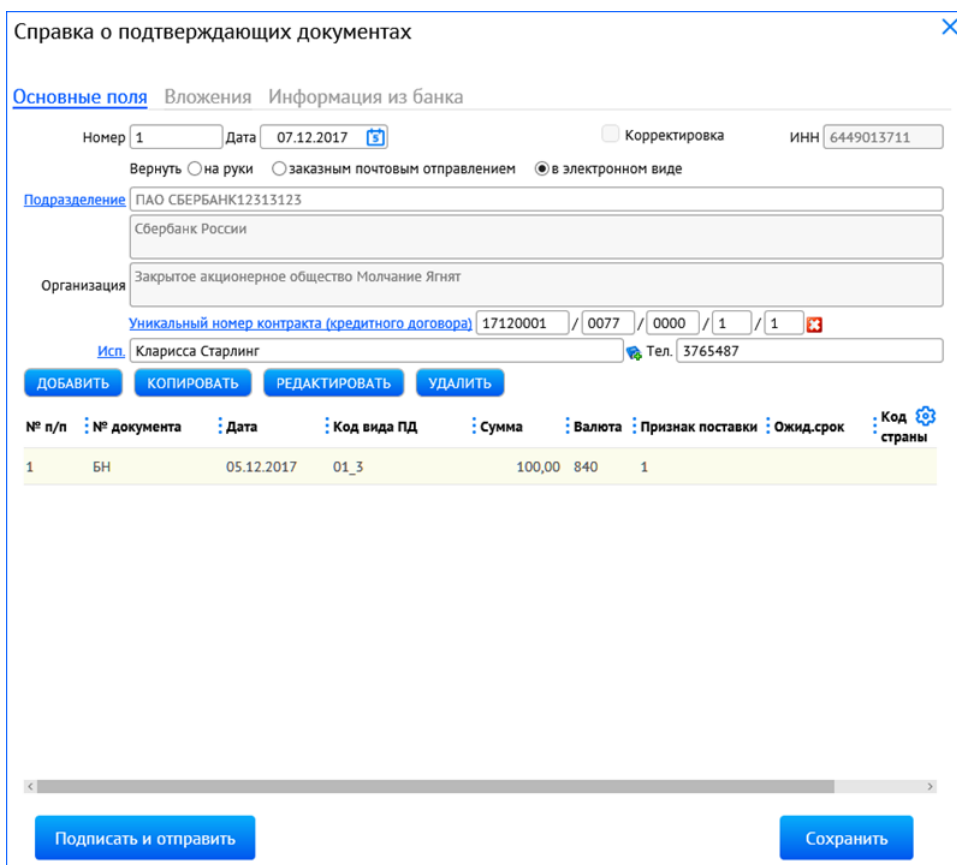 Справка о подтверждающих документах
Основные поля Вложения Информация из банка
Номер 1 Дата 07.12.2017 5 Корректировка ИНН 6449013711
Вернуть на руки заказным почтовым отправлением в электронном виде
Подразделение ПАО СБЕРБАНК12313123
Сбербанк России
Организация Закрытое акционерное общество Молчание Ягнят
Уникальный номер контракта (кредитного договора) 17120001 / 0077 / 0000 / 1 / 1
Исп. Кларисса Старлинг Тел. 3765487
ДОБАВИТЬ КОПИРОВАТЬ РЕДАКТИРОВАТЬ УДАЛИТЬ
№ п/п № документа Дата Код вида ПД Сумма Валюта Признак поставки Ожид.срок Код страны
1 БН 05.12.2017 01_3 100,00 840 1
Подписать и отправить Сохранить